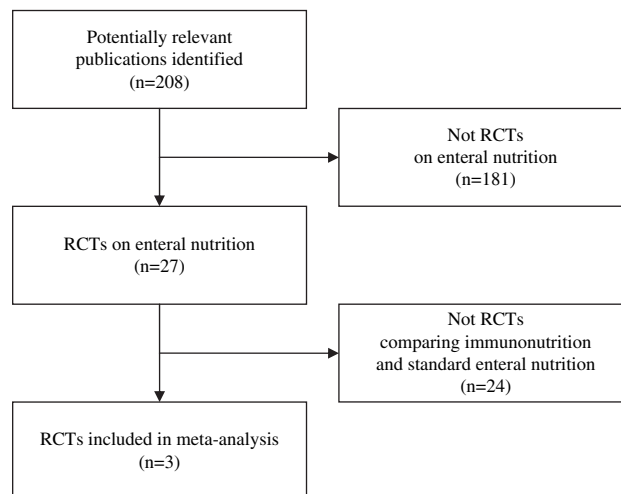 Potentially relevant
publications identified
(n=208)
Not RCTs
on enteral nutrition
(n=181)
RCTs on enteral nutrition
(n=27)
Not RCTs
comparing immunonutrition
and standard enteral nutrition
(n=24)
RCTs included in meta-analysis
(n=3)